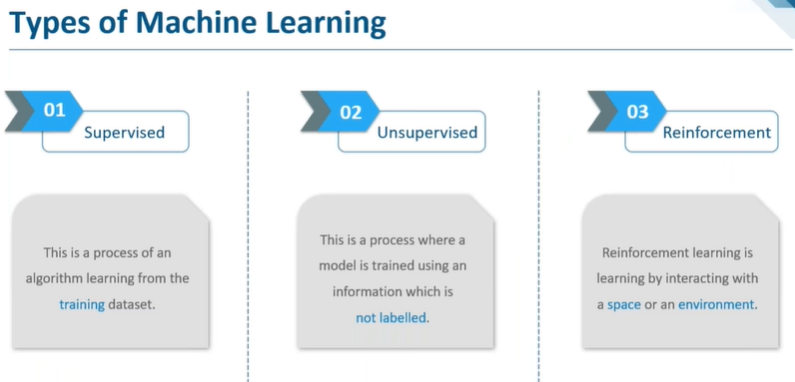 Types of Machine Learning
01
Supervised
This is a process of an
algorithm learning from the
training dataset.
02
Unsupervised
This is a process where a
model is trained using an
information which is
not labelled.
03
Reinforcement
Reinforcement learning is
learning by interacting with
a space or an environment.